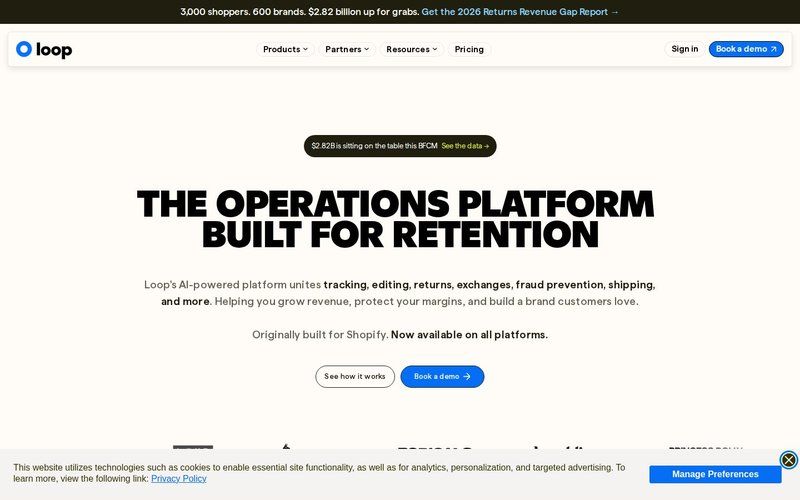 3,000 shoppers. 600 brands. $2.82 billion up for grabs. Get the 2026 Returns Revenue Gap Report →
loop
Products
Partners
Resources
Pricing
Sign in
Book a demo ↗
$2.82B is sitting on the table this BFCM See the data →
THE OPERATIONS PLATFORM
BUILT FOR RETENTION
Loop's AI-powered platform unites tracking, editing, returns, exchanges, fraud prevention, shipping,
and more. Helping you grow revenue, protect your margins, and build a brand customers love.
Originally built for Shopify. Now available on all platforms.
See how it works
Book a demo →
This website utilizes technologies such as cookies to enable essential site functionality, as well as for analytics, personalization, and targeted advertising. To
learn more, view the following link: Privacy Policy
Manage Preferences